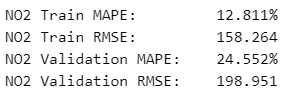 NO2 Train MAPE: 12.811%
NO2 Train RMSE: 158.264
NO2 Validation MAPE: 24.552%
NO2 Validation RMSE: 198.951